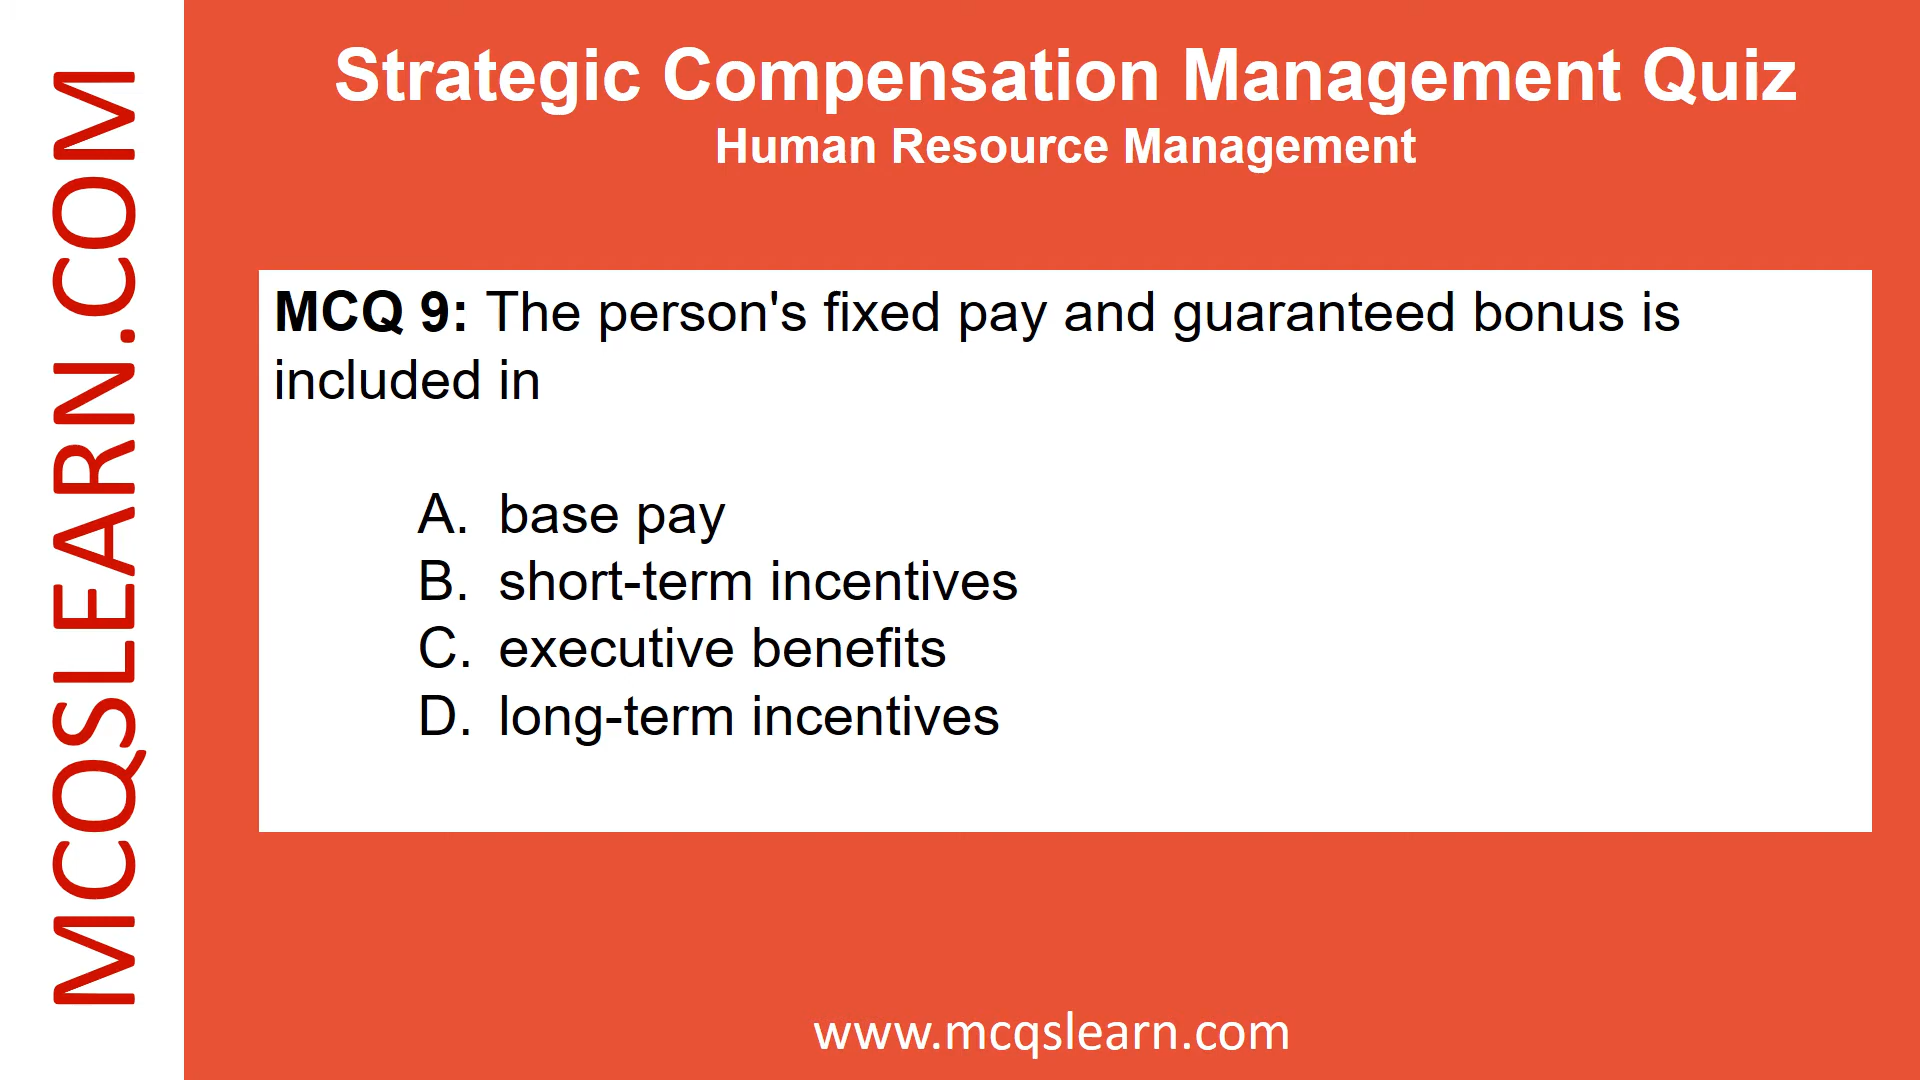 MCQSLEARN.COM
Strategic Compensation Management Quiz
Human Resource Management
MCQ 9: The person's fixed pay and guaranteed bonus is
included in
A. base pay
B. short-term incentives
C. executive benefits
D. long-term incentives
www.mcqslearn.com